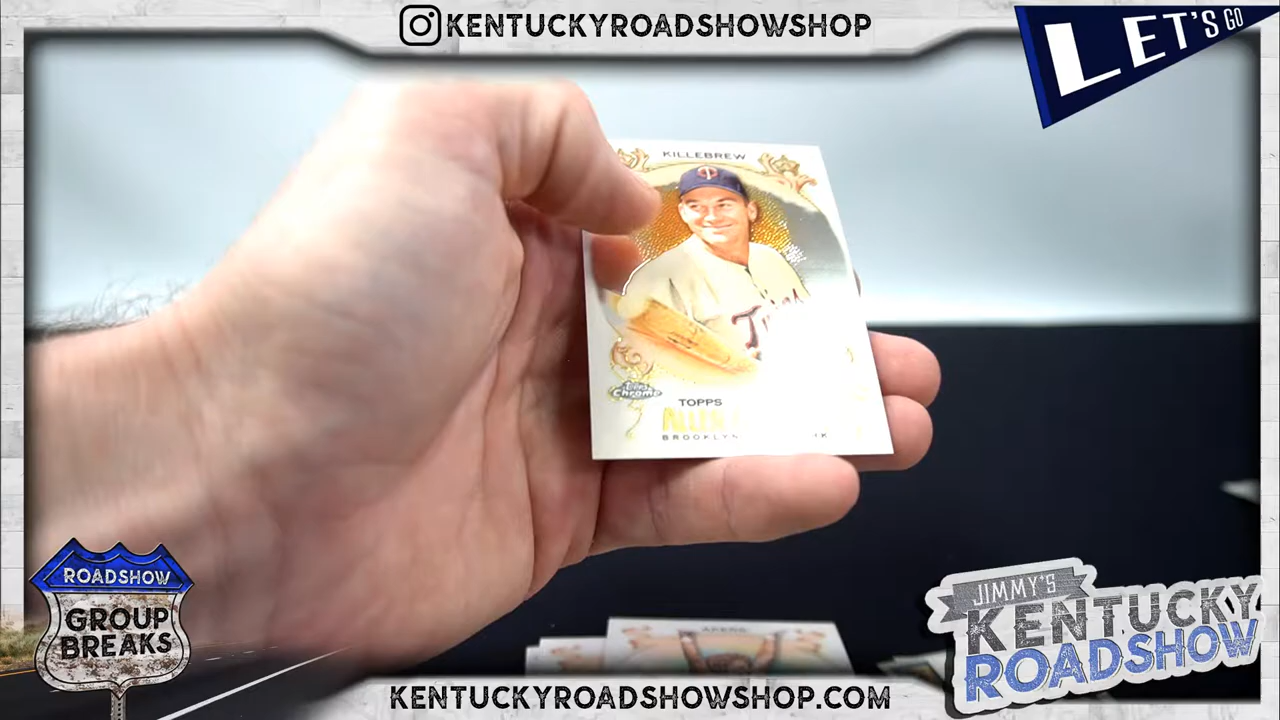 KENTUCKYROADSHOWSHOP
LET'S GO
KILLEBREW
T
Topps
Chrome
TOPPS
BROOKLYN
ROADSHOW
GROUP
BREAKS
JIMMY'S
KENTUCKY
ROADSHOW
KENTUCKYROADSHOWSHOP.COM